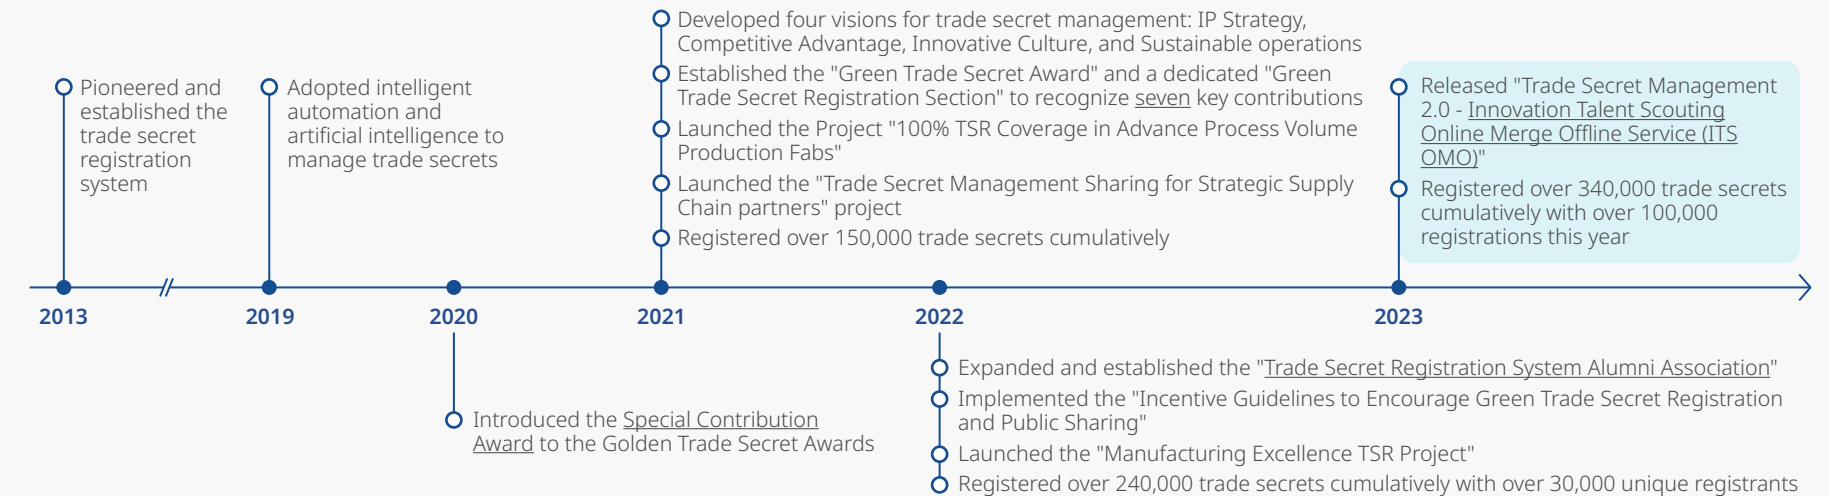 Pioneered and
established the
trade secret
registration
system
Adopted intelligent
automation and
artificial intelligence to
manage trade secrets
Developed four visions for trade secret management: IP Strategy,
Competitive Advantage, Innovative Culture, and Sustainable operations
Established the "Green Trade Secret Award" and a dedicated "Green
Trade Secret Registration Section" to recognize seven key contributions
Launched the Project "100% TSR Coverage in Advance Process Volume
Production Fabs"
Launched the "Trade Secret Management Sharing for Strategic Supply
Chain partners" project
Registered over 150,000 trade secrets cumulatively
Released "Trade Secret Management
2.0 - Innovation Talent Scouting
Online Merge Offline Service (ITS
OMO)"
Registered over 340,000 trade secrets
cumulatively with over 100,000
registrations this year
2013
2019
2020
2021
2022
2023
Introduced the Special Contribution
Award to the Golden Trade Secret Awards
Expanded and established the "Trade Secret Registration System Alumni Association"
Implemented the "Incentive Guidelines to Encourage Green Trade Secret Registration
and Public Sharing"
Launched the "Manufacturing Excellence TSR Project"
Registered over 240,000 trade secrets cumulatively with over 30,000 unique registrants